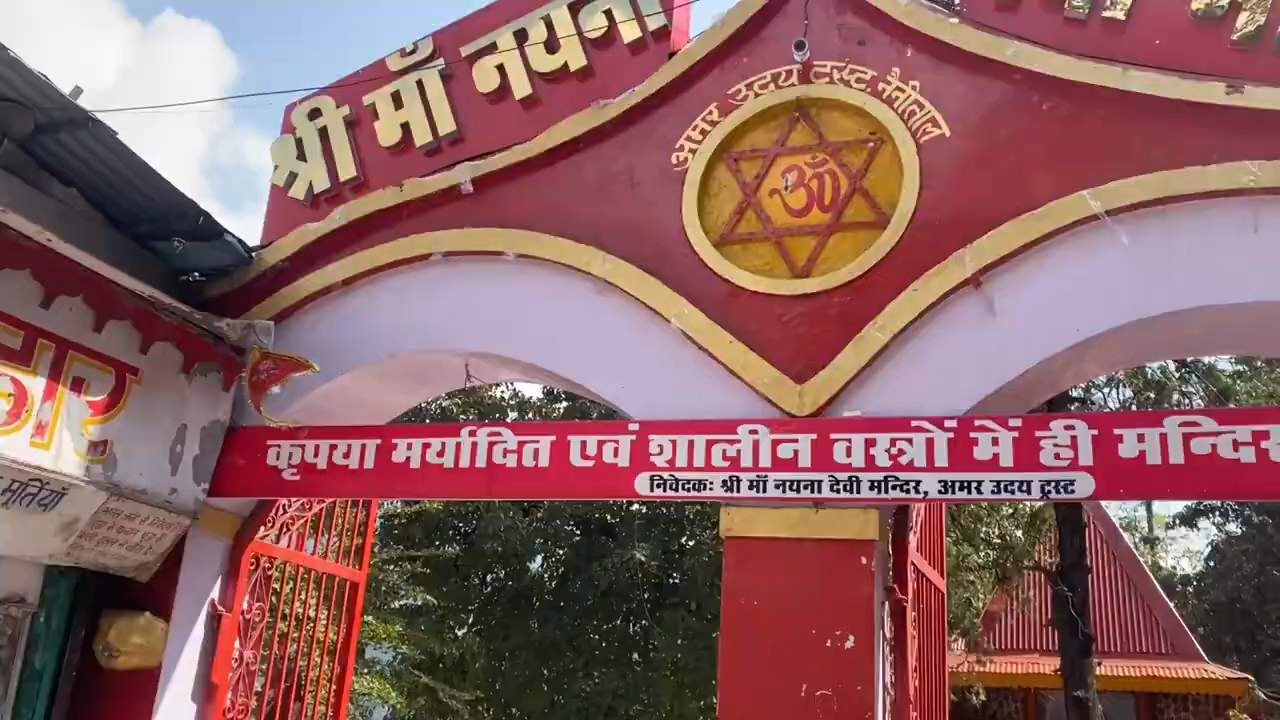 श्री माँ नयना
अमर उदय ट्रस्ट नैनीताल
ॐ
कृपया मर्यादित एवं शालीन वस्त्रों में ही मन्दिर
निवेदकः श्री माँ नयना देवी मन्दिर, अमर उदय ट्रस्ट
मूर्तियाँ